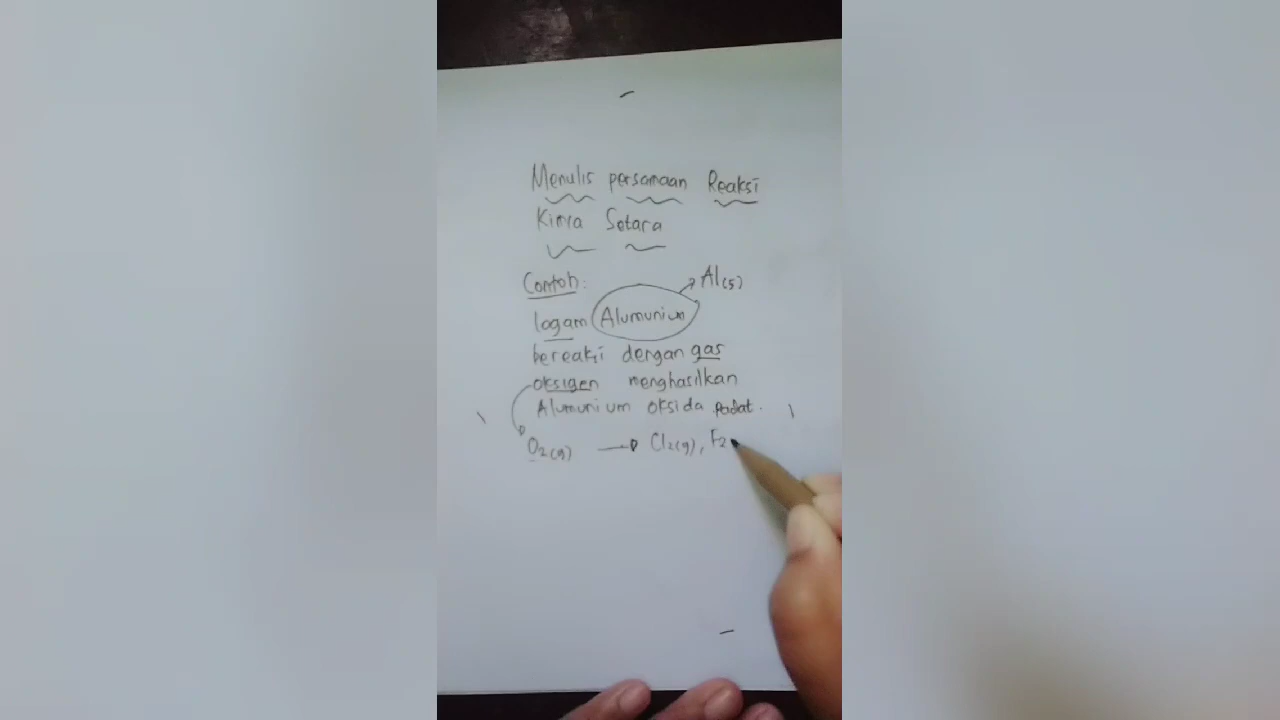 Menulis persamaan Reaksi
Kimia Setara
Contoh:
Al(s)
logam Alumunium
bereaksi dengan gas
oksigen menghasilkan
Alumunium oksida padat.
O2(g) → Cl2(g), F2